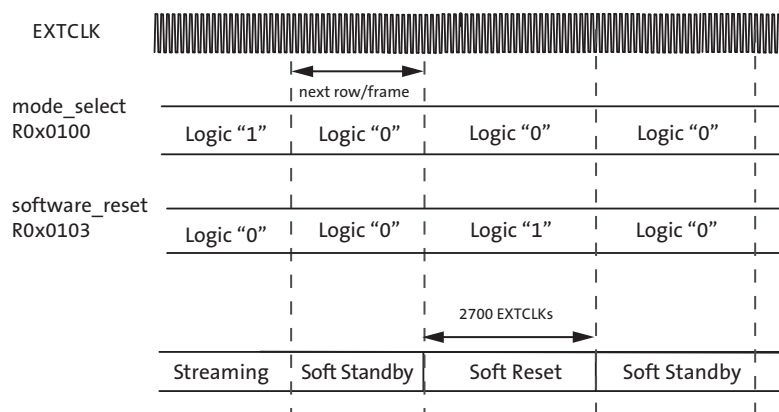 EXTCLK
next row/frame
mode_select
R0x0100
Logic “1” Logic “0” Logic “0” Logic “0”
software_reset
R0x0103
Logic “0” Logic “0” Logic “1” Logic “0”
2700 EXTCLKs
Streaming Soft Standby Soft Reset Soft Standby